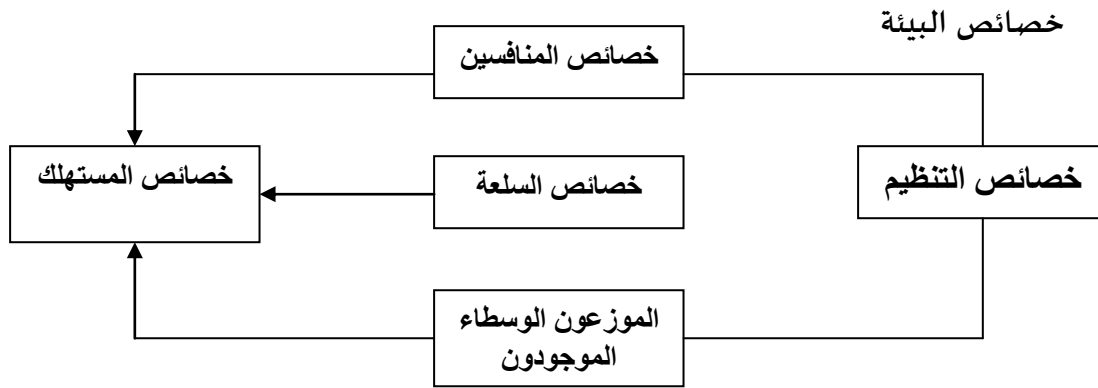 خصائص البيئة
خصائص المنافسين
خصائص التنظيم
خصائص السلعة
خصائص المستهلك
الموزعون الوسطاء
الموجودون